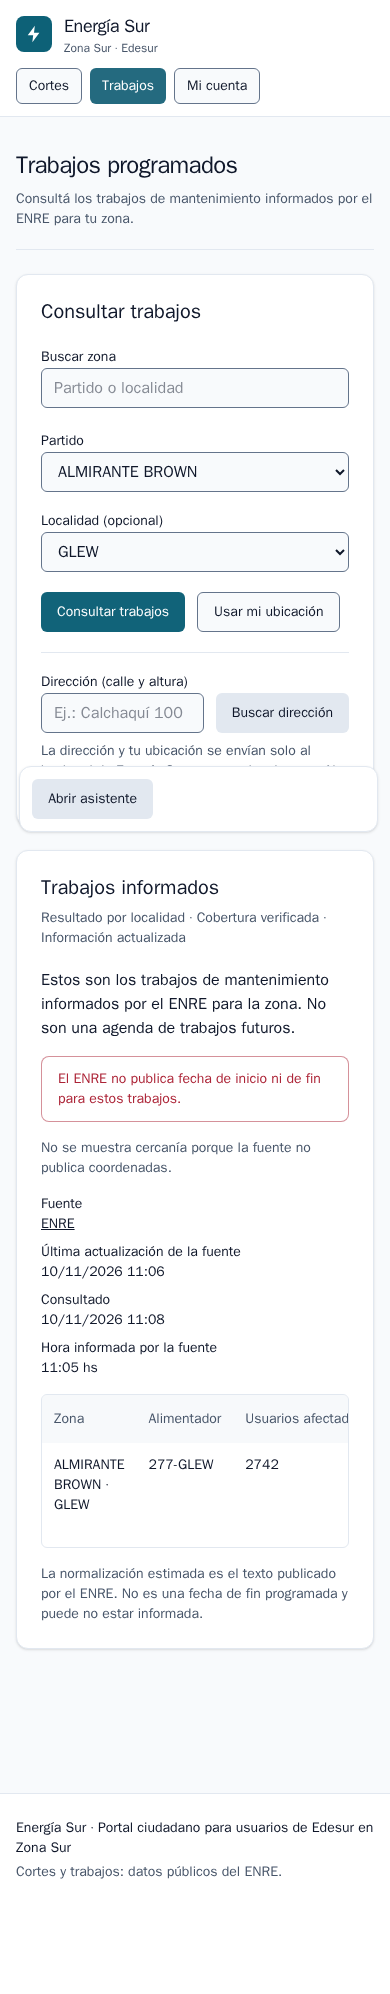 Energía Sur
Zona Sur · Edesur
Cortes
Trabajos
Mi cuenta
Trabajos programados
Consultá los trabajos de mantenimiento informados por el
ENRE para tu zona.
Consultar trabajos
Buscar zona
Partido o localidad
Partido
ALMIRANTE BROWN
Localidad (opcional)
GLEW
Consultar trabajos
Usar mi ubicación
Dirección (calle y altura)
Ej.: Calchaquí 100
Buscar dirección
La dirección y tu ubicación se envían solo al
Abrir asistente
Trabajos informados
Resultado por localidad · Cobertura verificada ·
Información actualizada
Estos son los trabajos de mantenimiento
informados por el ENRE para la zona. No
son una agenda de trabajos futuros.
El ENRE no publica fecha de inicio ni de fin
para estos trabajos.
No se muestra cercanía porque la fuente no
publica coordenadas.
Fuente
ENRE
Última actualización de la fuente
10/11/2026 11:06
Consultado
10/11/2026 11:08
Hora informada por la fuente
11:05 hs
Zona Alimentador Usuarios afectad
ALMIRANTE 277-GLEW 2742
BROWN ·
GLEW
La normalización estimada es el texto publicado
por el ENRE. No es una fecha de fin programada y
puede no estar informada.
Energía Sur · Portal ciudadano para usuarios de Edesur en
Zona Sur
Cortes y trabajos: datos públicos del ENRE.